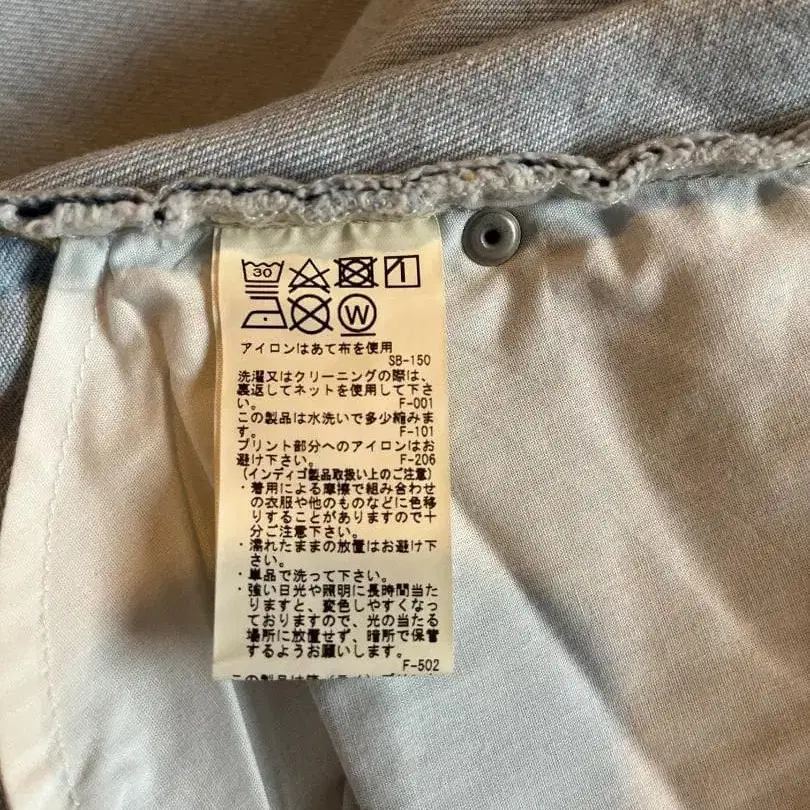 30
W
アイロンはあて布を使用
SB-150
洗濯又はクリーニングの際は、
裏返してネットを使用して下さ
い。 F-001
この製品は水洗いで多少縮みま
す。 F-101
プリント部分へのアイロンはお
避け下さい。 F-206
(インディゴ製品取扱い上のご注意)
・着用による摩擦で組み合わせ
の衣服や他のものなどに色移
りすることがありますので十
分ご注意下さい。
・濡れたままの放置はお避け下
さい。
・単品で洗って下さい。
・強い日光や照明に長時間当た
りますと、変色しやすくなっ
ておりますので、光の当たる
場所に放置せず、暗所で保管
するようお願いします。
F-502
この製品は